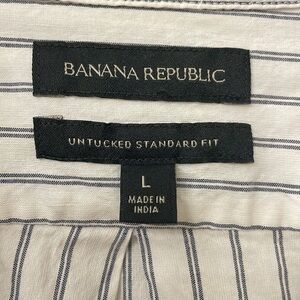 BANANA REPUBLIC
UNTUCKED STANDARD FIT
L
MADE IN
INDIA